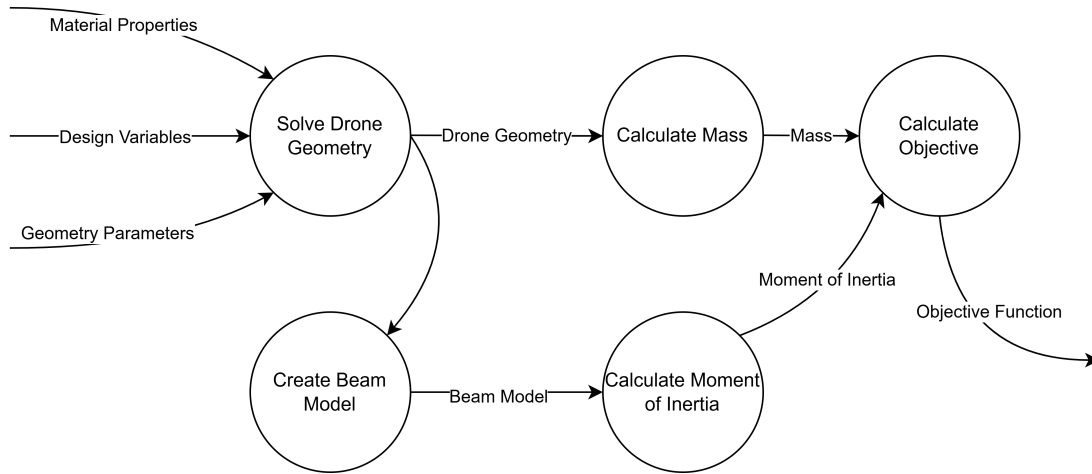 Material Properties
Solve Drone
Geometry
Design Variables
Drone Geometry
Calculate Mass
Mass
Calculate
Objective
Geometry Parameters
Moment of Inertia
Objective Function
Create Beam
Model
Beam Model
Calculate Moment
of Inertia